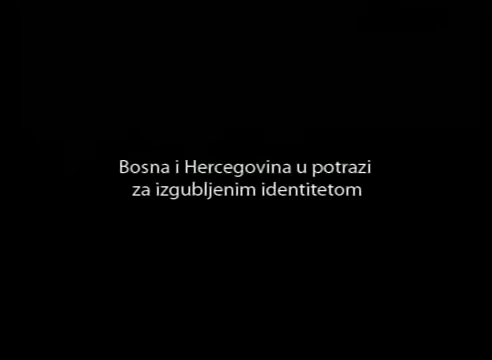 Bosna i Hercegovina u potrazi
za izgubljenim identitetom